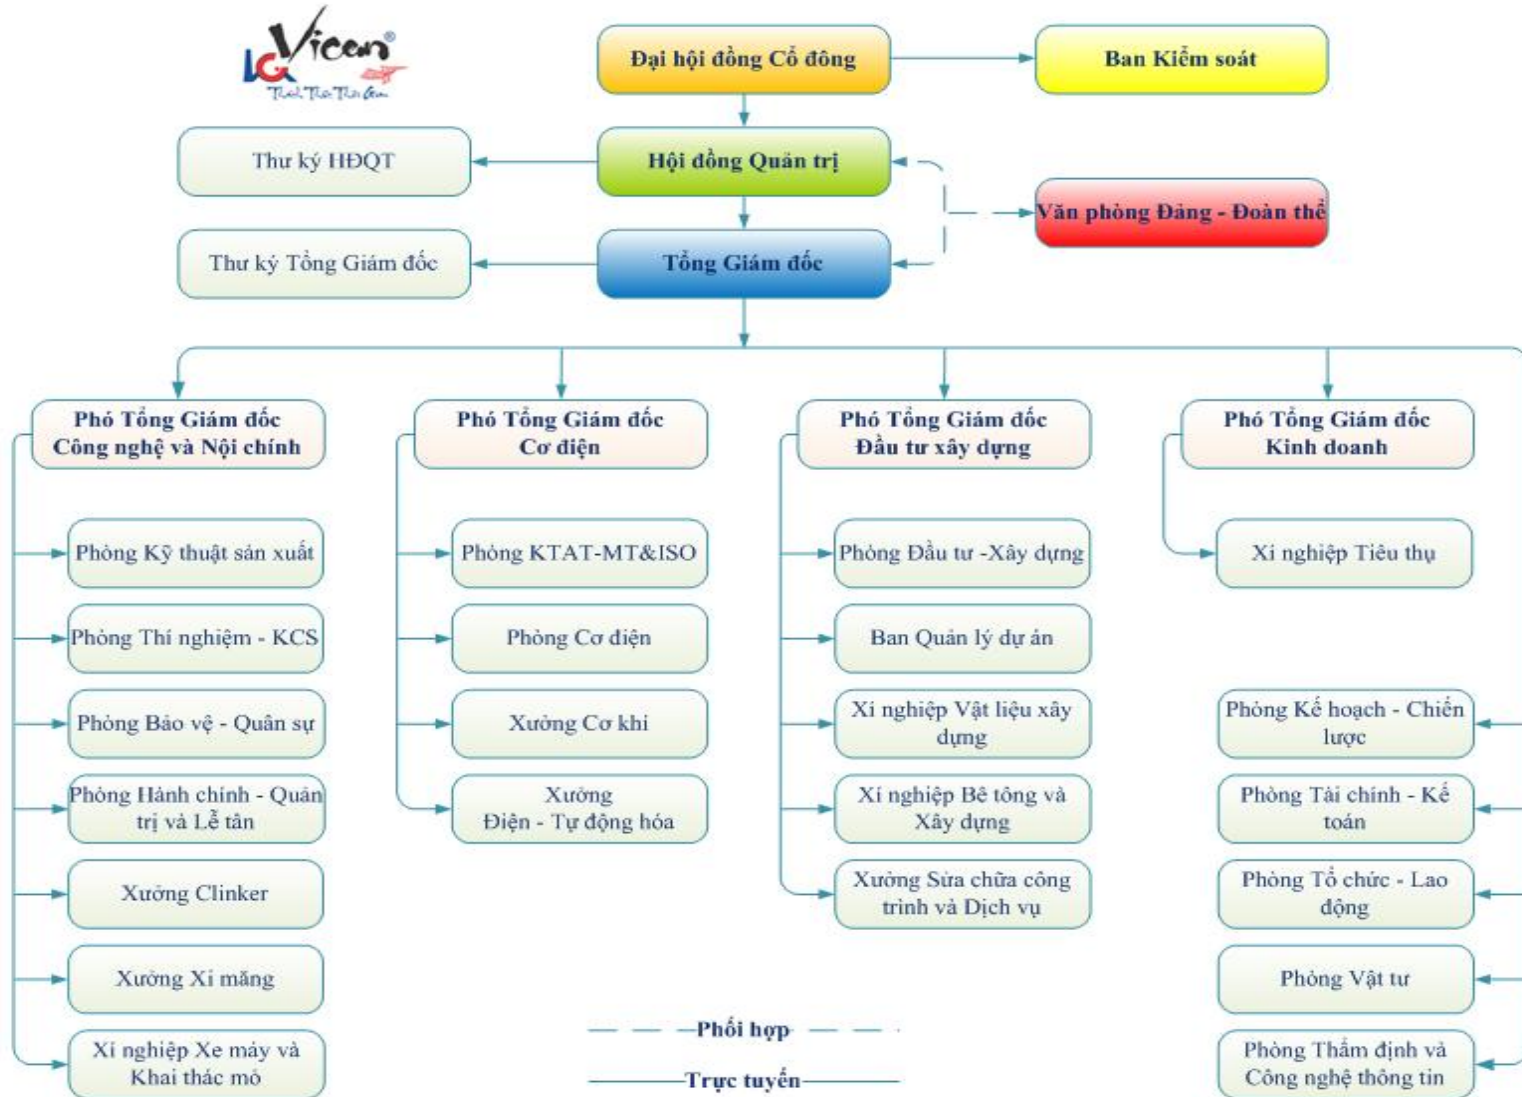 Vicem®
Đại hội đồng Cổ đông
Ban Kiểm soát
Thư ký HĐQT
Hội đồng Quản trị
Văn phòng Đảng - Đoàn thể
Thư ký Tổng Giám đốc
Tổng Giám đốc
Phó Tổng Giám đốc
Công nghệ và Nội chính
Phó Tổng Giám đốc
Cơ điện
Phó Tổng Giám đốc
Đầu tư xây dựng
Phó Tổng Giám đốc
Kinh doanh
Phòng Kỹ thuật sản xuất
Phòng Thí nghiệm - KCS
Phòng Bảo vệ - Quân sự
Phòng Hành chính - Quản
trị và Lễ tân
Xưởng Clinker
Xưởng Xi măng
Xí nghiệp Xe máy và
Khai thác mỏ
Phòng KTAT-MT&ISO
Phòng Cơ điện
Xưởng Cơ khí
Xưởng
Điện - Tự động hóa
Phòng Đầu tư -Xây dựng
Ban Quản lý dự án
Xí nghiệp Vật liệu xây
dựng
Xí nghiệp Bê tông và
Xây dựng
Xưởng Sửa chữa công
trình và Dịch vụ
Xí nghiệp Tiêu thụ
Phòng Kế hoạch - Chiến
lược
Phòng Tài chính - Kế
toán
Phòng Tổ chức - Lao
động
Phòng Vật tư
Phòng Thẩm định và
Công nghệ thông tin
Phối hợp
Trực tuyến